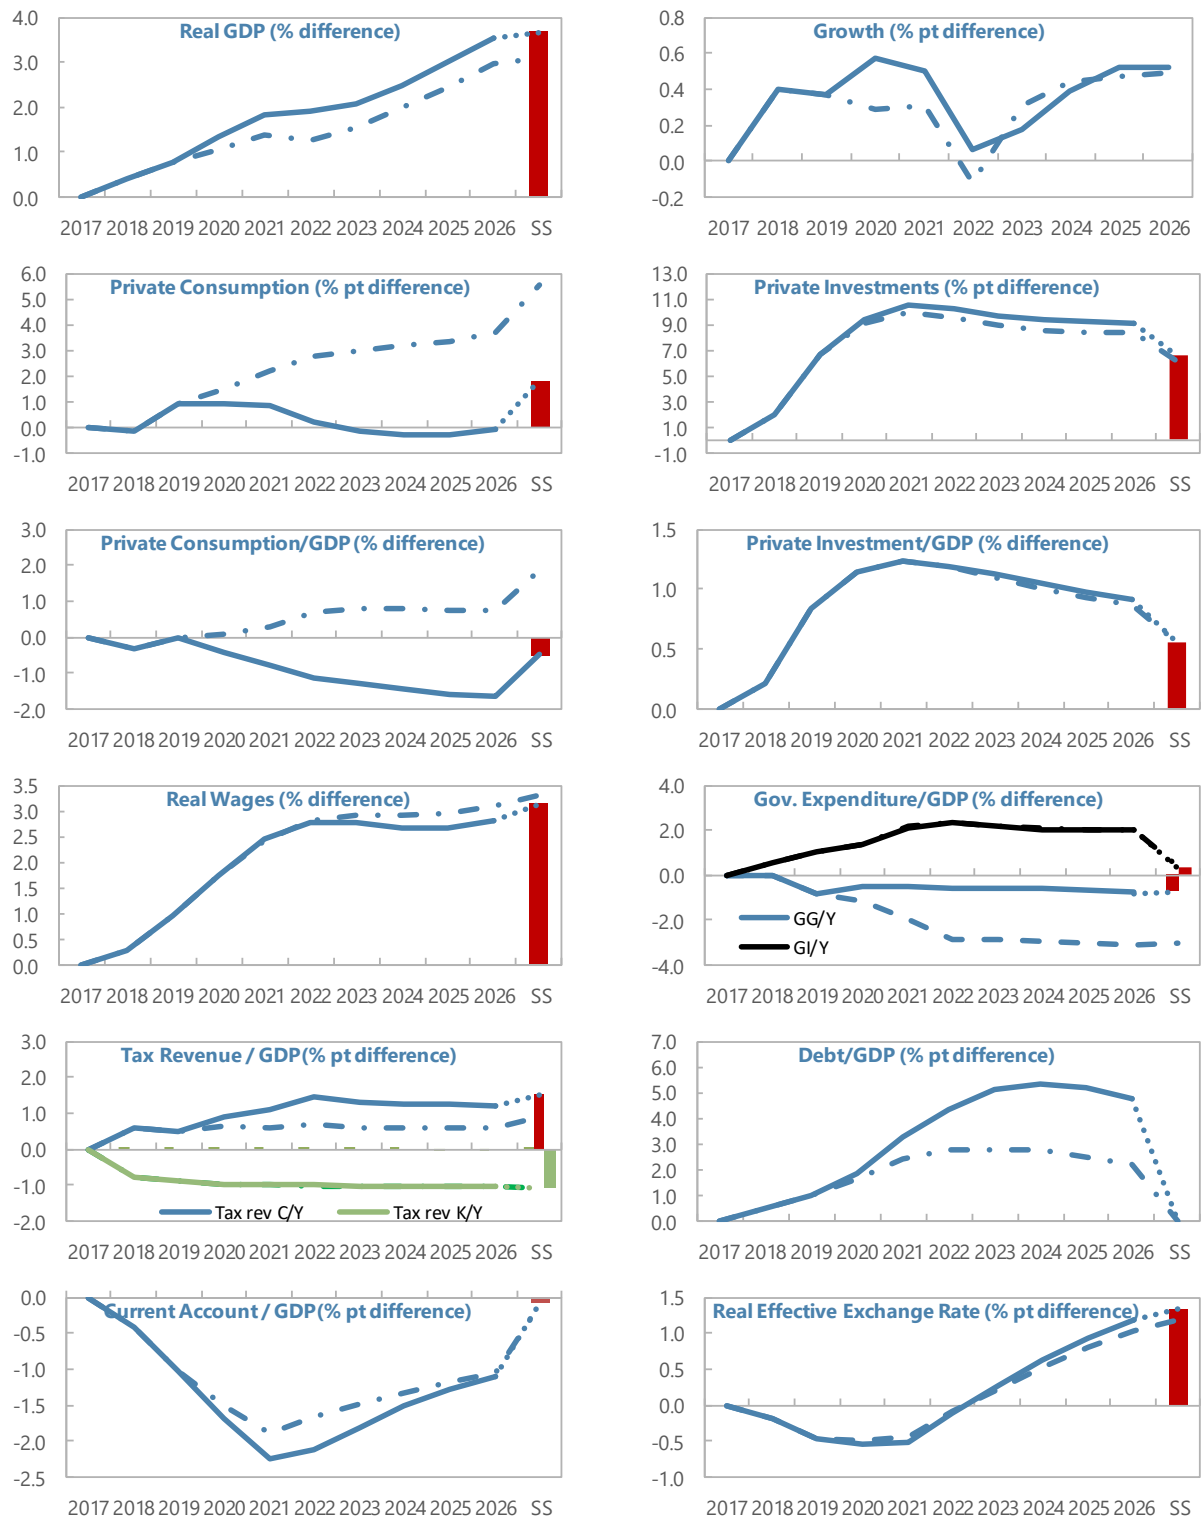 Real GDP (% difference)
4.0
3.0
2.0
1.0
0.0
2017 2018 2019 2020 2021 2022 2023 2024 2025 2026 SS
Growth (% pt difference)
0.8
0.6
0.4
0.2
0.0
-0.2
2017 2018 2019 2020 2021 2022 2023 2024 2025 2026
Private Consumption (% pt difference)
6.0
5.0
4.0
3.0
2.0
1.0
0.0
-1.0
2017 2018 2019 2020 2021 2022 2023 2024 2025 2026 SS
Private Investments (% pt difference)
13.0
11.0
9.0
7.0
5.0
3.0
1.0
-1.0
2017 2018 2019 2020 2021 2022 2023 2024 2025 2026 SS
Private Consumption/GDP (% difference)
3.0
2.0
1.0
0.0
-1.0
-2.0
2017 2018 2019 2020 2021 2022 2023 2024 2025 2026 SS
Private Investment/GDP (% difference)
1.5
1.0
0.5
0.0
2017 2018 2019 2020 2021 2022 2023 2024 2025 2026 SS
Real Wages (% difference)
3.5
3.0
2.5
2.0
1.5
1.0
0.5
0.0
2017 2018 2019 2020 2021 2022 2023 2024 2025 2026 SS
Gov. Expenditure/GDP (% difference)
4.0
2.0
0.0
-2.0
-4.0
GG/Y
GI/Y
2017 2018 2019 2020 2021 2022 2023 2024 2025 2026 SS
Tax Revenue / GDP(% pt difference)
3.0
2.0
1.0
0.0
-1.0
-2.0
Tax rev C/Y Tax rev K/Y
2017 2018 2019 2020 2021 2022 2023 2024 2025 2026 SS
Debt/GDP (% pt difference)
7.0
6.0
5.0
4.0
3.0
2.0
1.0
0.0
2017 2018 2019 2020 2021 2022 2023 2024 2025 2026 SS
Current Account / GDP(% pt difference)
0.0
-0.5
-1.0
-1.5
-2.0
-2.5
2017 2018 2019 2020 2021 2022 2023 2024 2025 2026 SS
Real Effective Exchange Rate (% pt difference)
1.5
1.0
0.5
0.0
-0.5
-1.0
2017 2018 2019 2020 2021 2022 2023 2024 2025 2026 SS